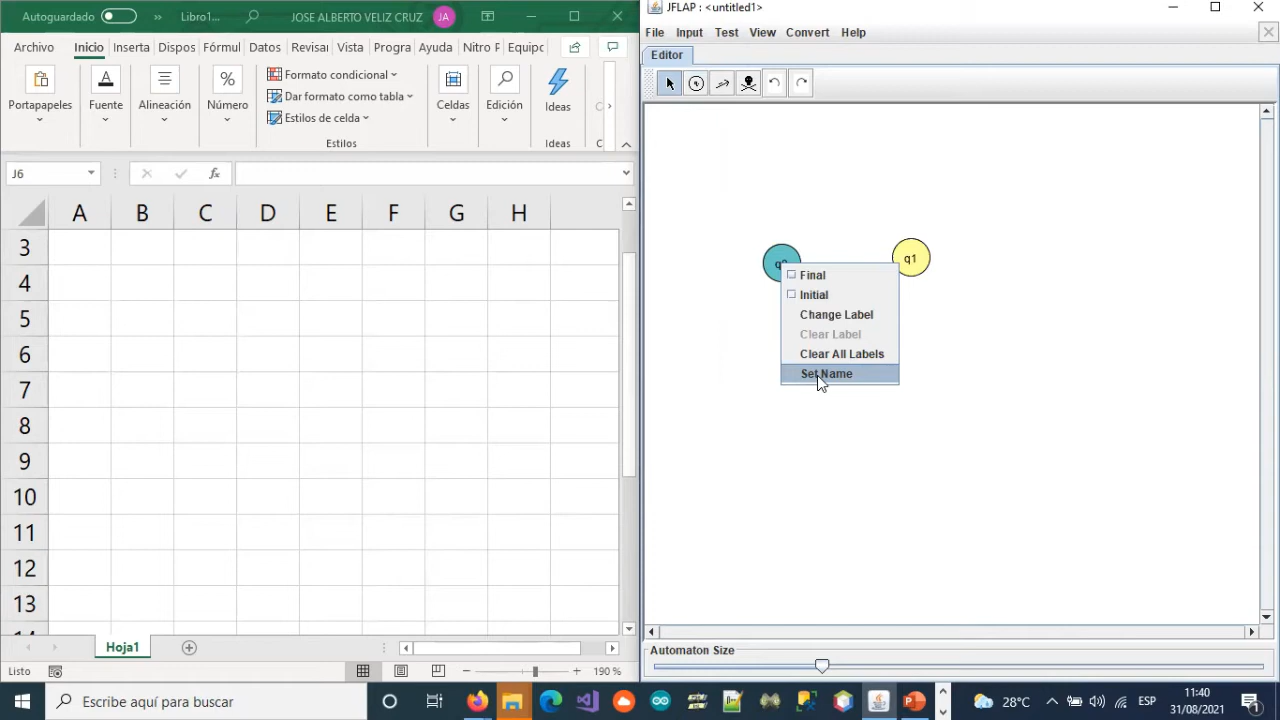 Autoguardado
»
Libro1...
JOSE ALBERTO VELIZ CRUZ
JA
Archivo
Inicio
Inserta
Dispos
Fórmul
Datos
Revisar
Vista
Progra
Ayuda
Nitro P
Equipc
Portapapeles
Fuente
Alineación
Número
Formato condicional
Dar formato como tabla
Estilos de celda
Estilos
Celdas
Edición
Ideas
Ideas
J6
fx
A B C D E F G H
3
4
5
6
7
8
9
10
11
12
13
Hoja1
Listo
190 %
JFLAP : <untitled1>
File Input Test View Convert Help
Editor
q1
Final
Initial
Change Label
Clear Label
Clear All Labels
Set Name
Automaton Size
Escribe aquí para buscar
28°C
ESP
11:40
31/08/2021
1